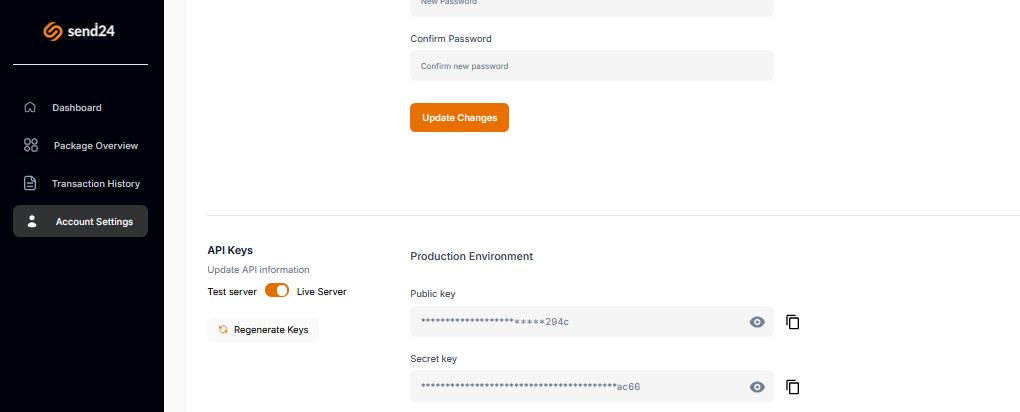 send24
New Password
Confirm Password
Confirm new password
Update Changes
Dashboard
Package Overview
Transaction History
Account Settings
API Keys
Update API information
Test server
Live Server
Regenerate Keys
Production Environment
Public key
************************294c
Secret key
****************************************ac66